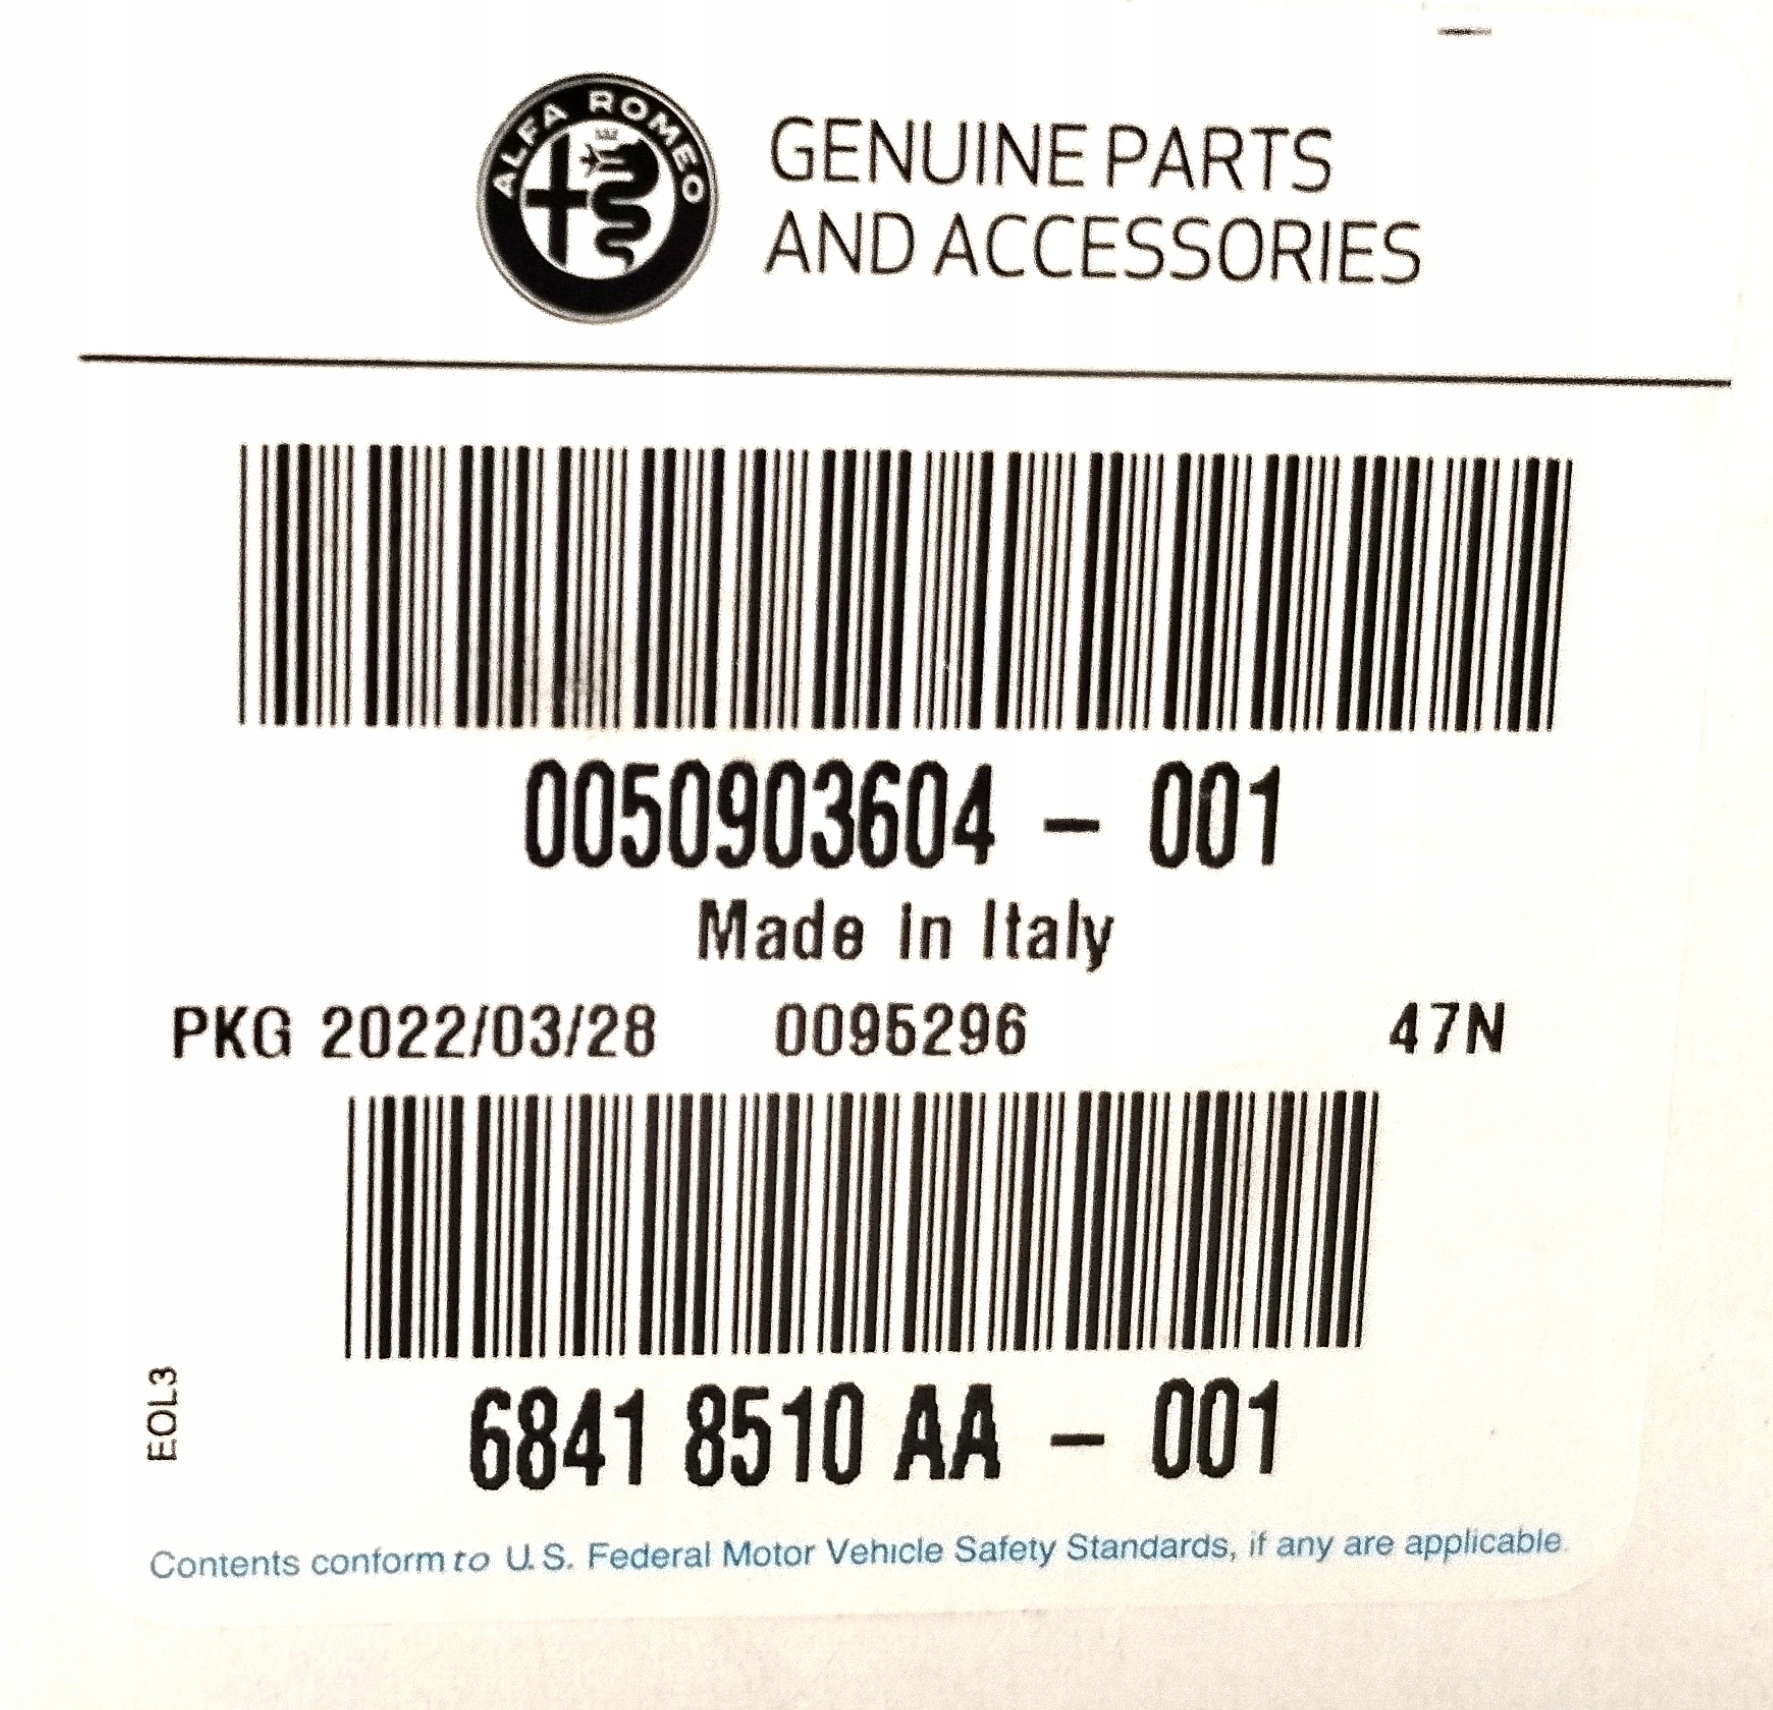 ALFA ROMEO
GENUINE PARTS
AND ACCESSORIES
0050903604 - 001
Made in Italy
PKG 2022/03/28 0095296 47N
EOL3
6841 8510 AA - 001
Contents conform to U.S. Federal Motor Vehicle Safety Standards, if any are applicable.